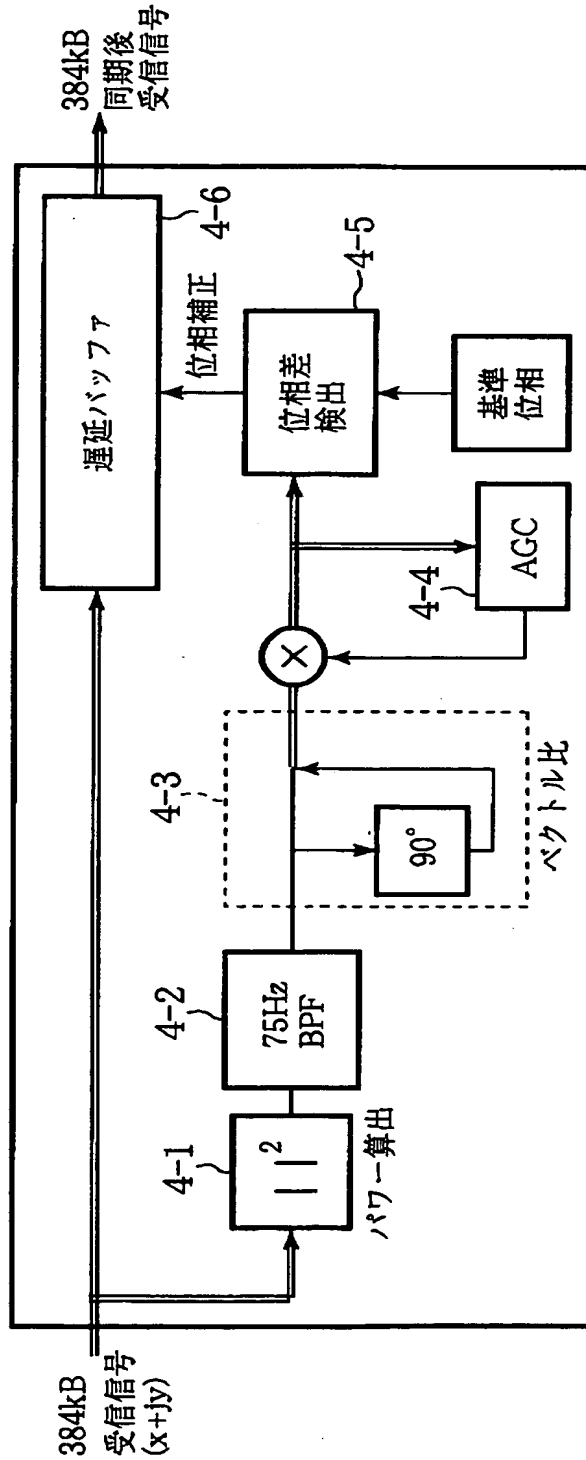 384kB
受信信号
(x+jy)
4-1
| |²
パワー算出
4-2
75Hz
BPF
4-3
90°
ベクトル比
X
4-4
AGC
4-5
位相差
検出
基準
位相
位相補正
4-6
遅延バッファ
384kB
同期後
受信信号